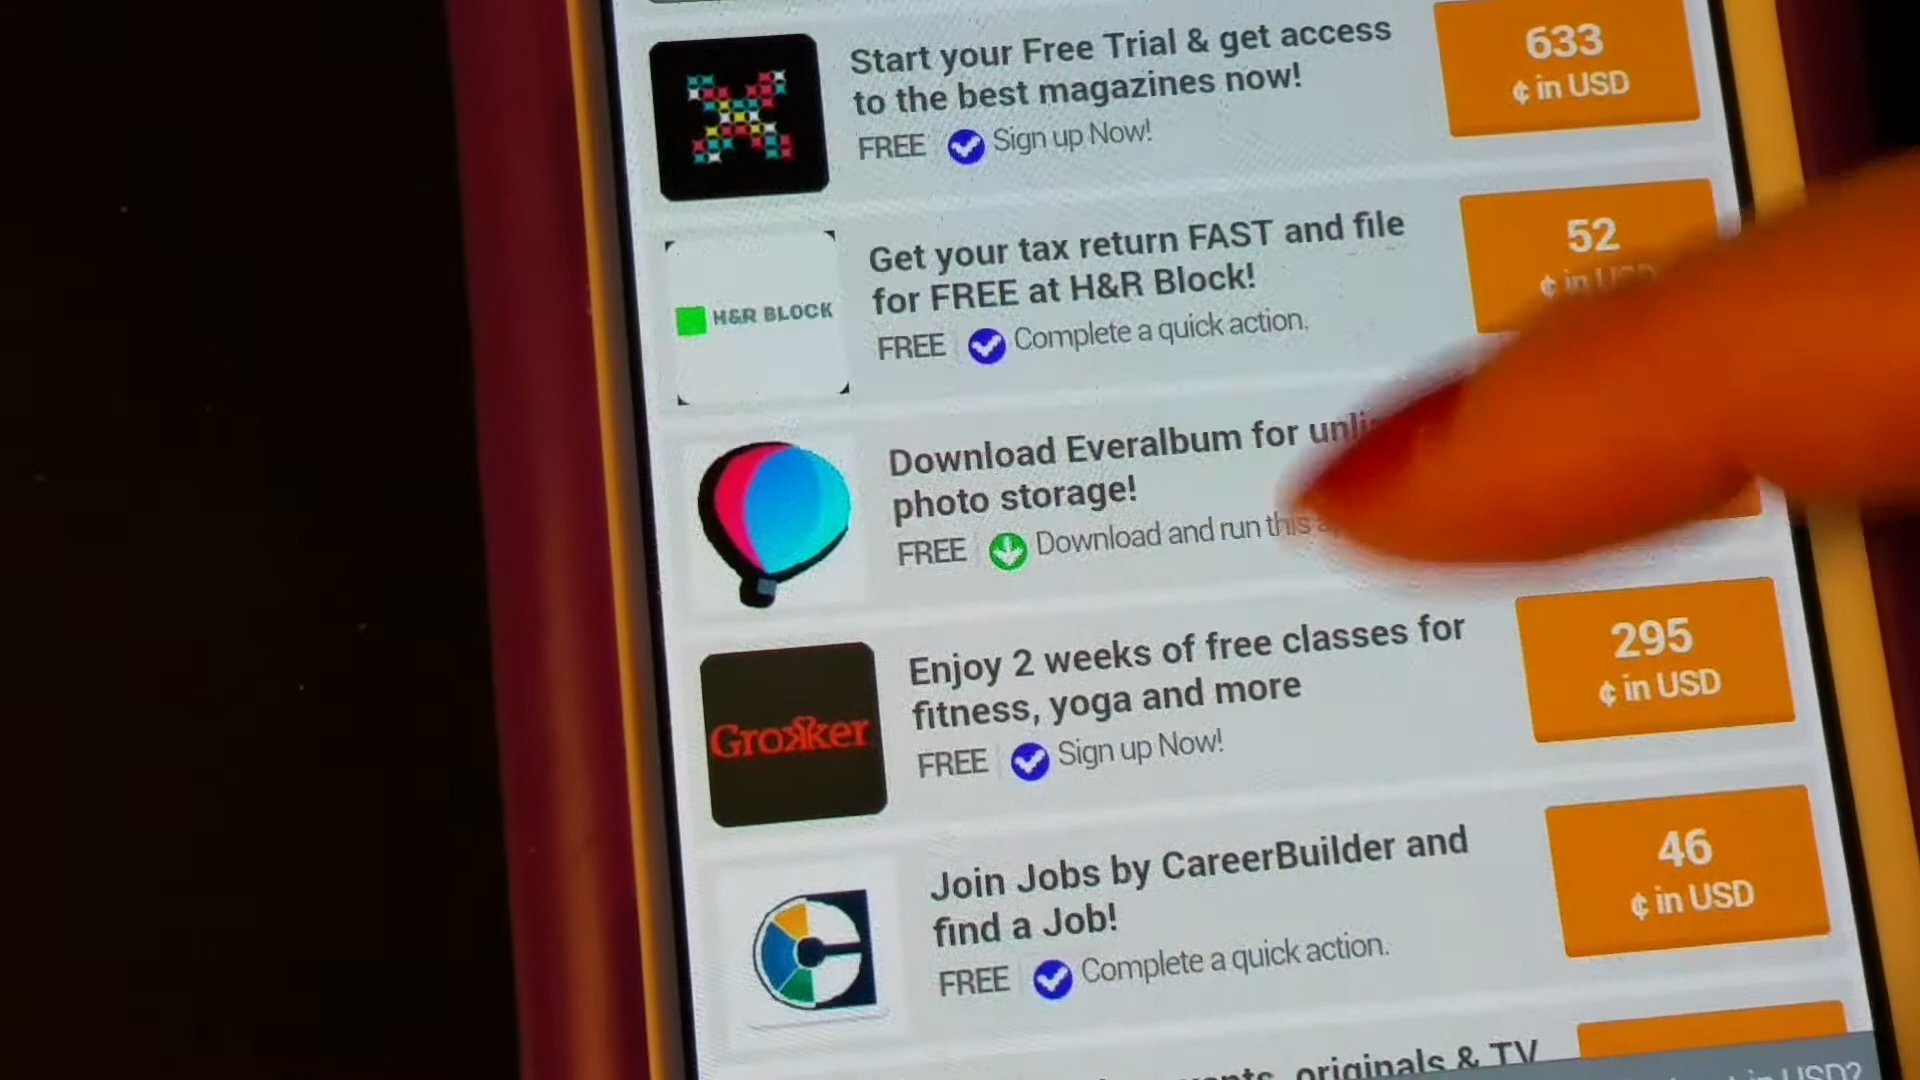 Start your Free Trial & get access
to the best magazines now!
FREE Sign up Now!
633
¢ in USD
H&R BLOCK
Get your tax return FAST and file
for FREE at H&R Block!
FREE Complete a quick action.
52
¢ in USD
Download Everalbum for
photo storage!
FREE Download and run this
Grokker
Enjoy 2 weeks of free classes for
fitness, yoga and more
FREE Sign up Now!
295
¢ in USD
Join Jobs by CareerBuilder and
find a Job!
FREE Complete a quick action.
46
¢ in USD
originals & TV
in USD?